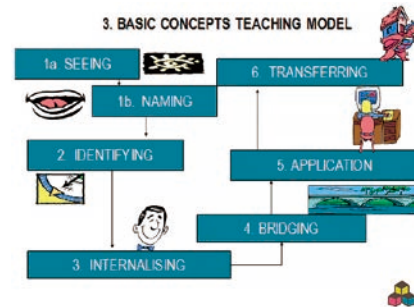 3. BASIC CONCEPTS TEACHING MODEL
1a. SEEING
1b. NAMING
2. IDENTIFYING
3. INTERNALISING
4. BRIDGING
5. APPLICATION
6. TRANSFERRING